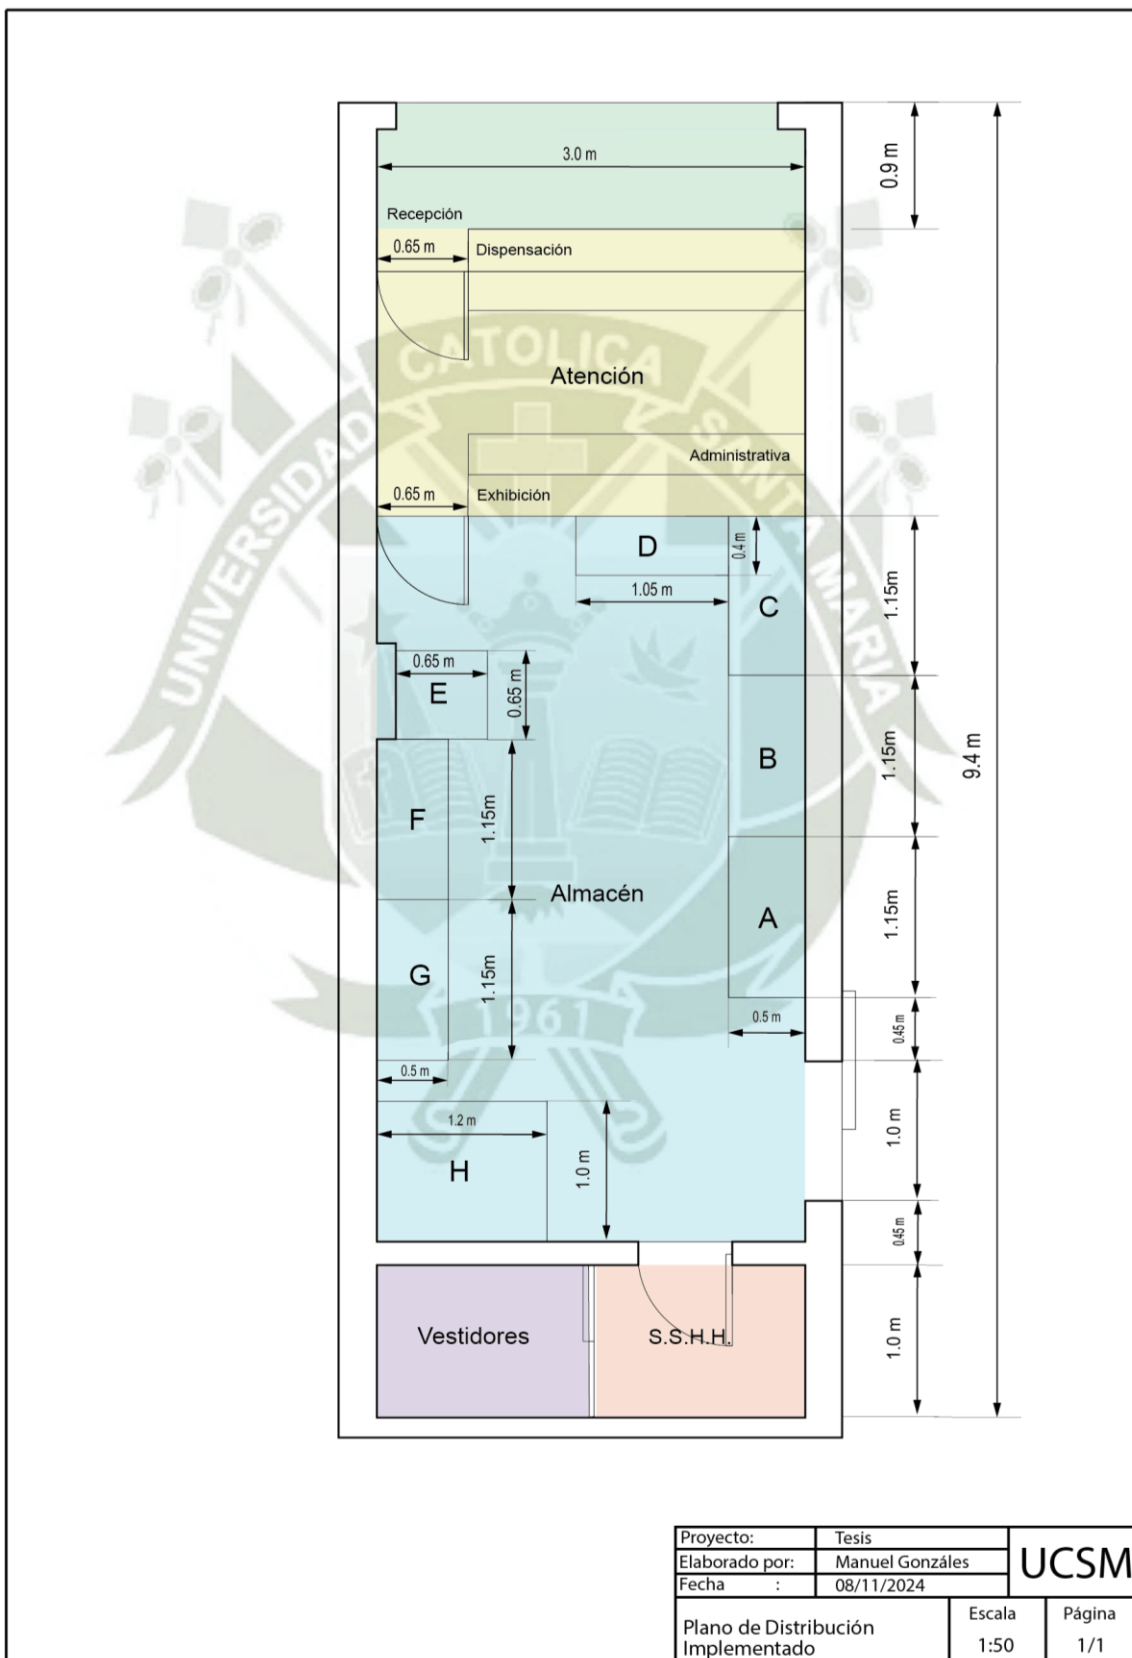 3.0 m
0.9 m
Recepción
0.65 m
Dispensación
CATOLICA
Atención
UNIVERSIDAD
SANTA MARIA
Administrativa
0.65 m
Exhibición
D
0.4 m
1.05 m
C
1.15m
0.65 m
E
0.65 m
B
1.15m
9.4 m
F
1.15m
Almacén
A
1.15m
G
1.15m
1961
0.5 m
0.45 m
0.5 m
1.2 m
H
1.0 m
1.0 m
0.45 m
Vestidores
S.S.H.H.
1.0 m
Proyecto: Tesis
Elaborado por: Manuel Gonzáles
Fecha : 08/11/2024
UCSM
Plano de Distribución
Implementado
Escala
1:50
Página
1/1